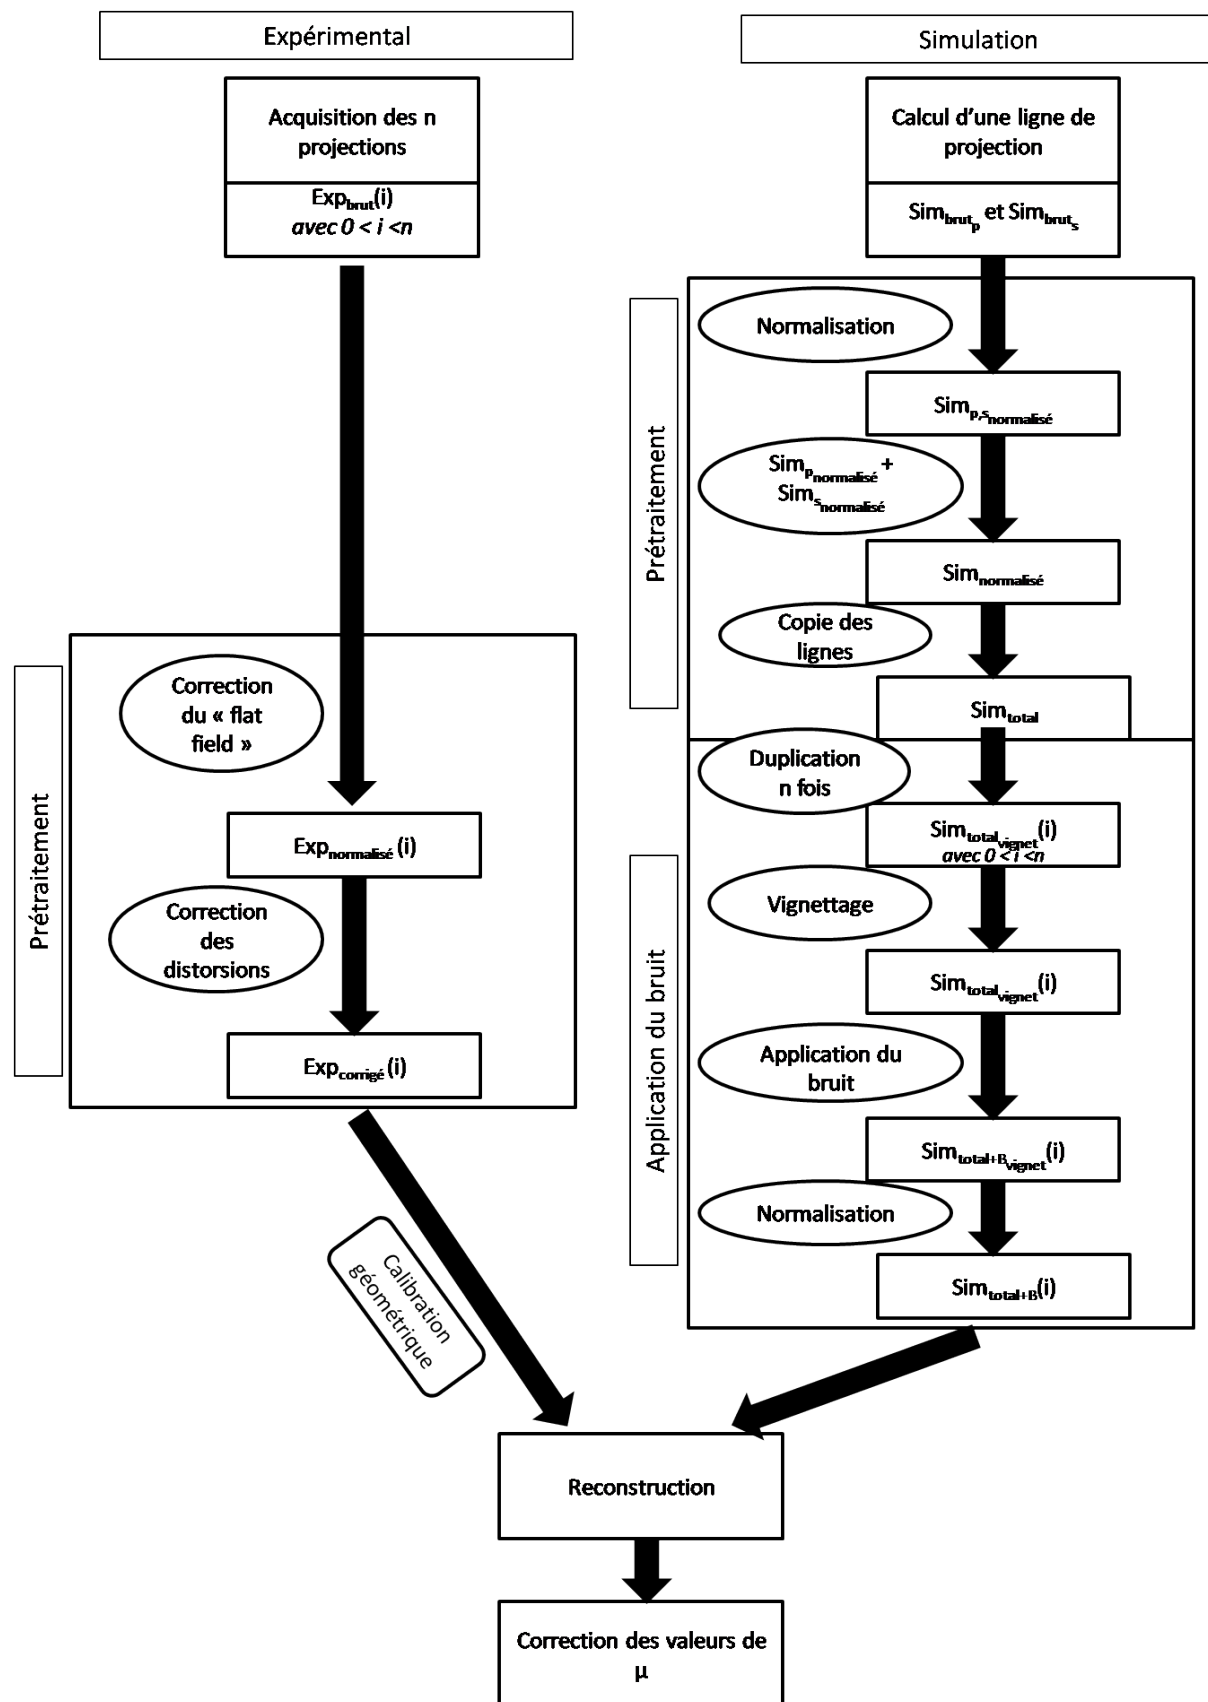 Expérimental
Acquisition des n
projections
Exp_brut(i)
avec 0 < i <n
Prétraitement
Correction
du « flat
field »
Exp_normalisé (i)
Correction
des
distorsions
Exp_corrigé (i)
Calibration
géométrique
Simulation
Calcul d'une ligne de
projection
Sim_brut_p et Sim_brut_s
Prétraitement
Normalisation
Sim_p,s_normalisé
Sim_p_normalisé +
Sim_s_normalisé
Sim_normalisé
Copie des
lignes
Sim_total
Application du bruit
Duplication
n fois
Sim_total_vignet(i)
avec 0 < i <n
Vignettage
Sim_total_vignet(i)
Application du
bruit
Sim_total+B_vignet(i)
Normalisation
Sim_total+B(i)
Reconstruction
Correction des valeurs de
µ